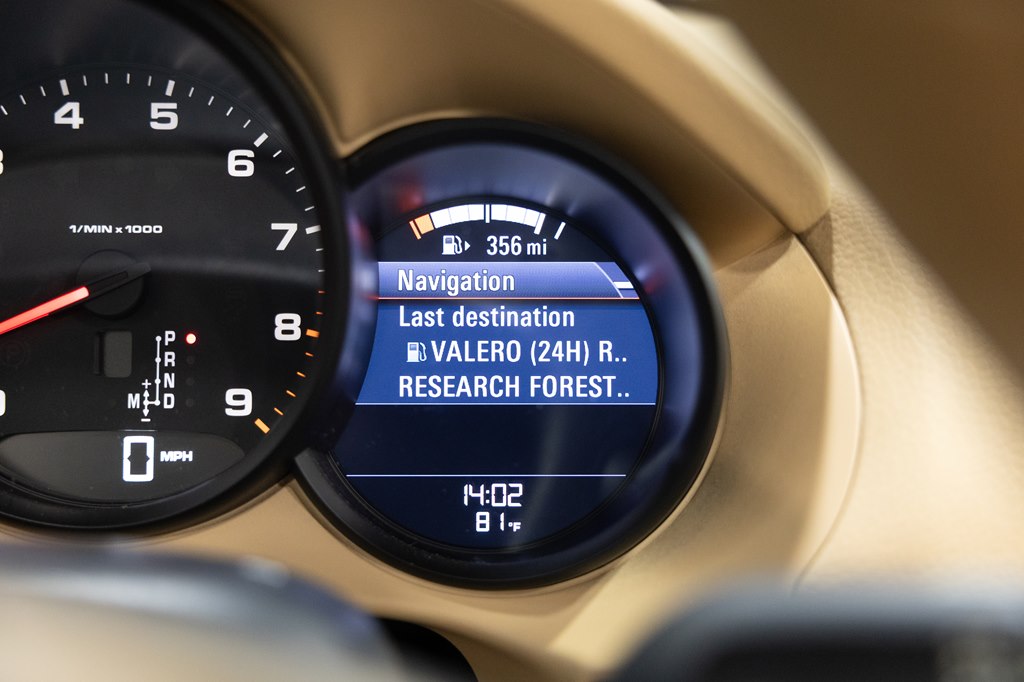 4
5
6
7
8
9
1/MIN x 1000
P
R
N
D
M
+
-
0 MPH
356 mi
Navigation
Last destination
VALERO (24H) R..
RESEARCH FOREST..
14:02
81°F